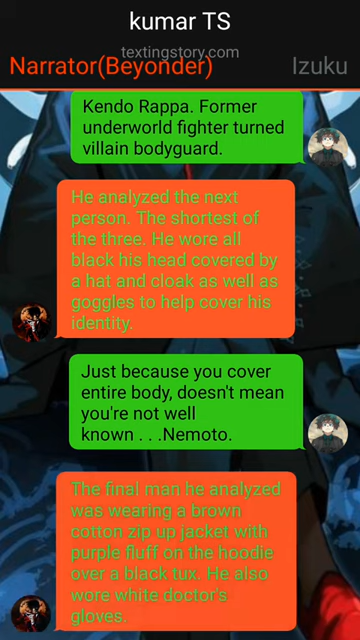 kumar TS
textingstory.com
Narrator(Beyonder)
Izuku
Kendo Rappa. Former
underworld fighter turned
villain bodyguard.
He analyzed the next
person. The shortest of
the three. He wore all
black his head covered by
a hat and cloak as well as
goggles to help cover his
identity.
Just because you cover
entire body, doesn't mean
you're not well
known . . .Nemoto.
The final man he analyzed
was wearing a brown
cotton zip up jacket with
purple fluff on the hoodie
over a black tux. He also
wore white doctor's
gloves.